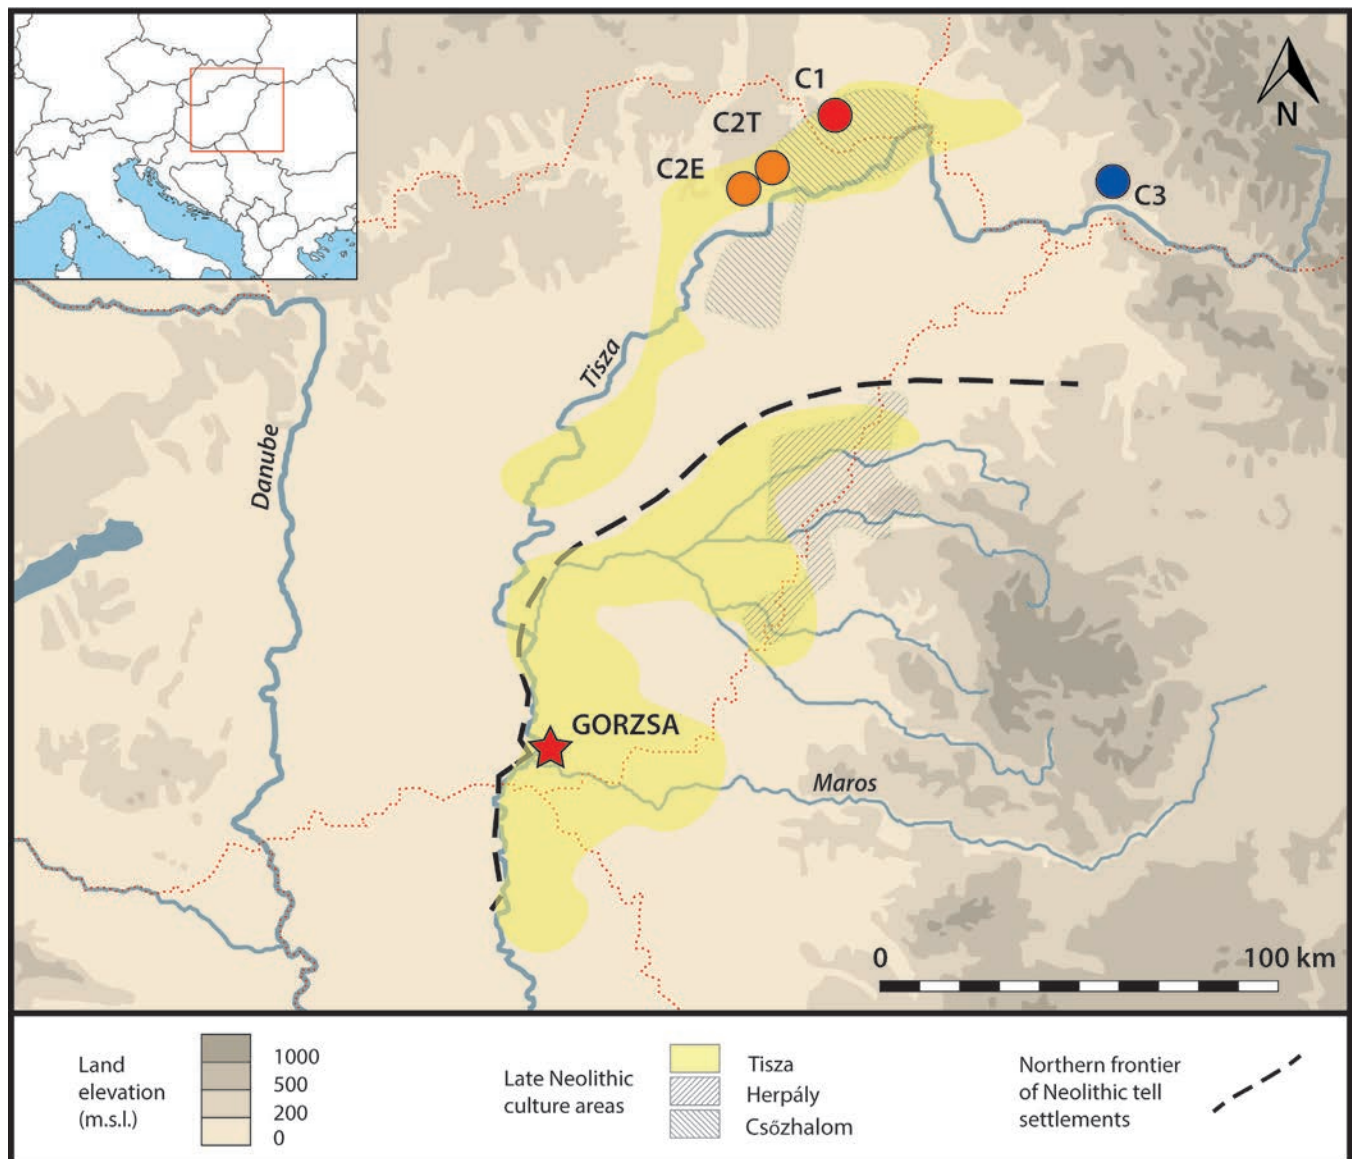 C1
C2T
C2E
C3
N
Tisza
Danube
GORZSA
Maros
0 100 km
Land
elevation
(m.s.l.)
1000
500
200
0
Late Neolithic
culture areas
Tisza
Herpály
Csőzhalom
Northern frontier
of Neolithic tell
settlements